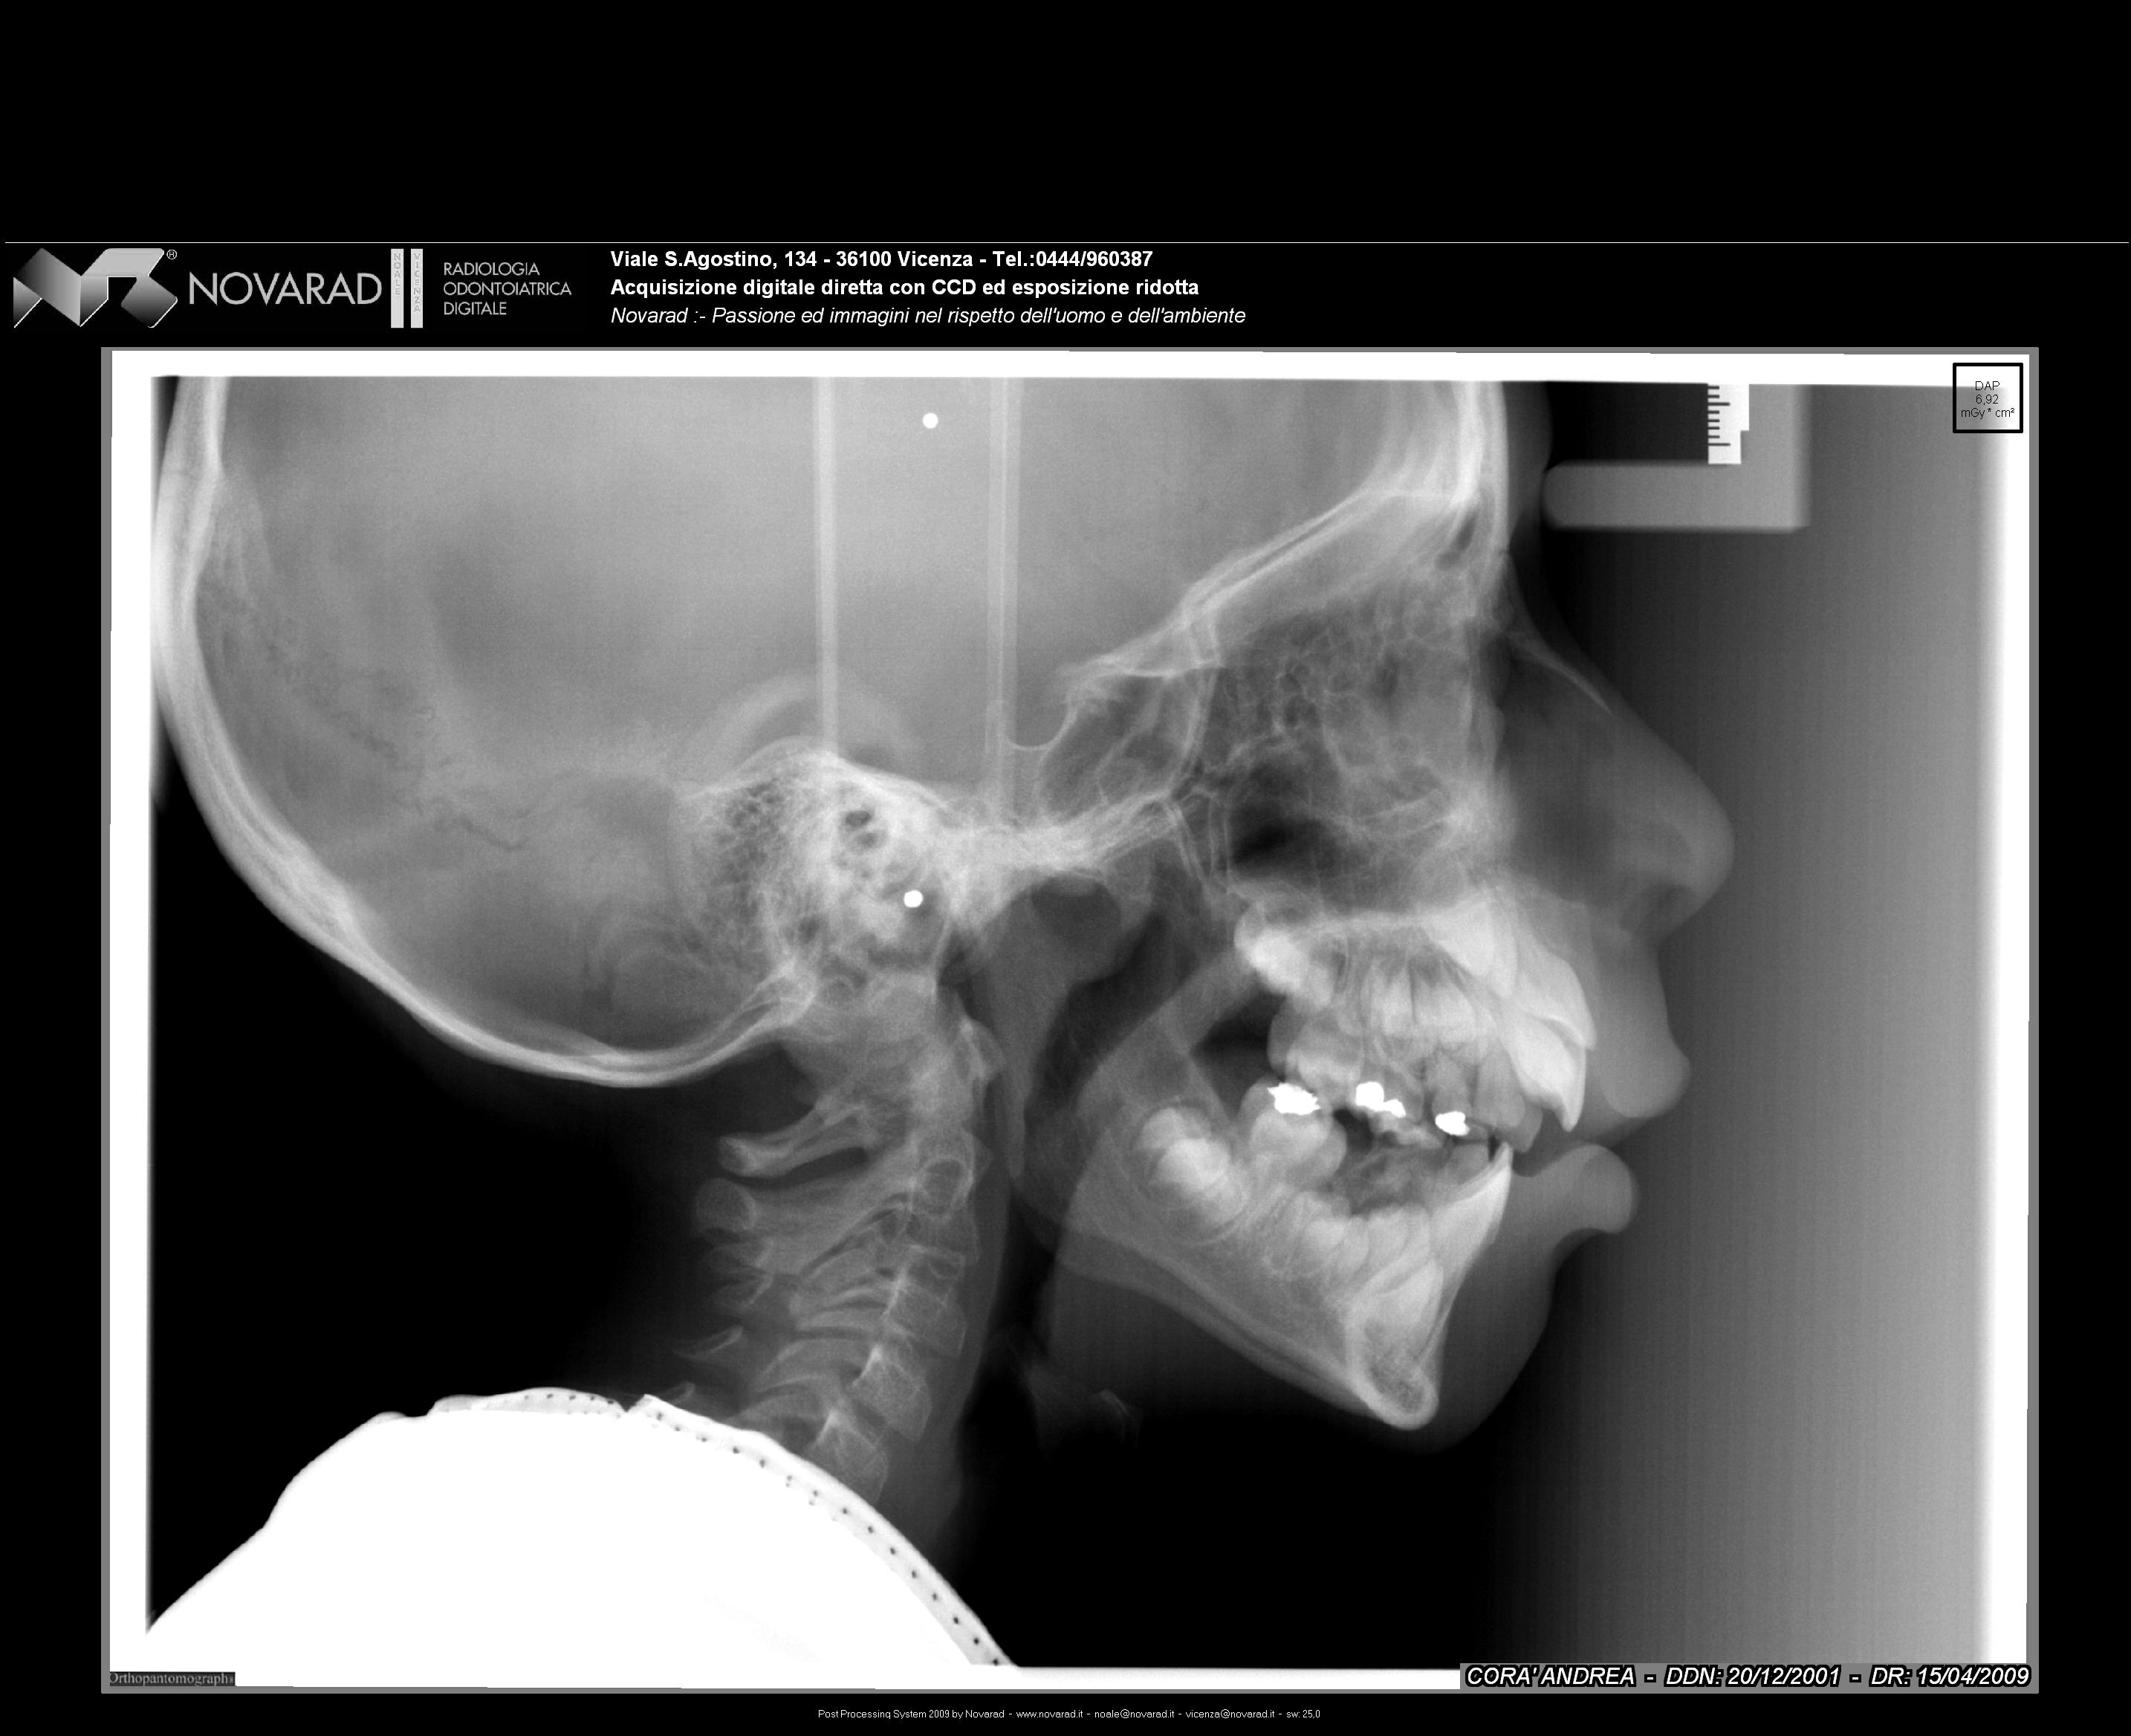 NOVARAD ®
NOALE
VICENZA
RADIOLOGIA
ODONTOIATRICA
DIGITALE
Viale S.Agostino, 134 - 36100 Vicenza - Tel.:0444/960387
Acquisizione digitale diretta con CCD ed esposizione ridotta
Novarad :- Passione ed immagini nel rispetto dell'uomo e dell'ambiente
DAP
6,92
mGy * cm²
Orthopantomograph
CORA' ANDREA - DDN: 20/12/2001 - DR: 15/04/2009
Post Processing System 2009 by Novarad - www.novarad.it - noale@novarad.it - vicenza@novarad.it - sw: 25,0